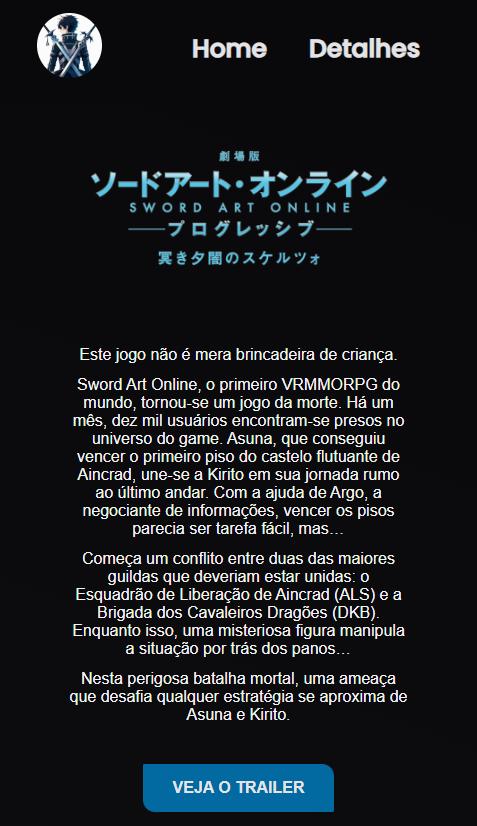 Home Detalhes
劇場版
ソードアート・オンライン
SWORD ART ONLINE
プログレッシブ
冥き夕闇のスケルツォ
Este jogo não é mera brincadeira de criança.
Sword Art Online, o primeiro VRMMORPG do
mundo, tornou-se um jogo da morte. Há um
mês, dez mil usuários encontram-se presos no
universo do game. Asuna, que conseguiu
vencer o primeiro piso do castelo flutuante de
Aincrad, une-se a Kirito em sua jornada rumo
ao último andar. Com a ajuda de Argo, a
negociante de informações, vencer os pisos
parecia ser tarefa fácil, mas…
Começa um conflito entre duas das maiores
guildas que deveriam estar unidas: o
Esquadrão de Liberação de Aincrad (ALS) e a
Brigada dos Cavaleiros Dragões (DKB).
Enquanto isso, uma misteriosa figura manipula
a situação por trás dos panos…
Nesta perigosa batalha mortal, uma ameaça
que desafia qualquer estratégia se aproxima de
Asuna e Kirito.
VEJA O TRAILER